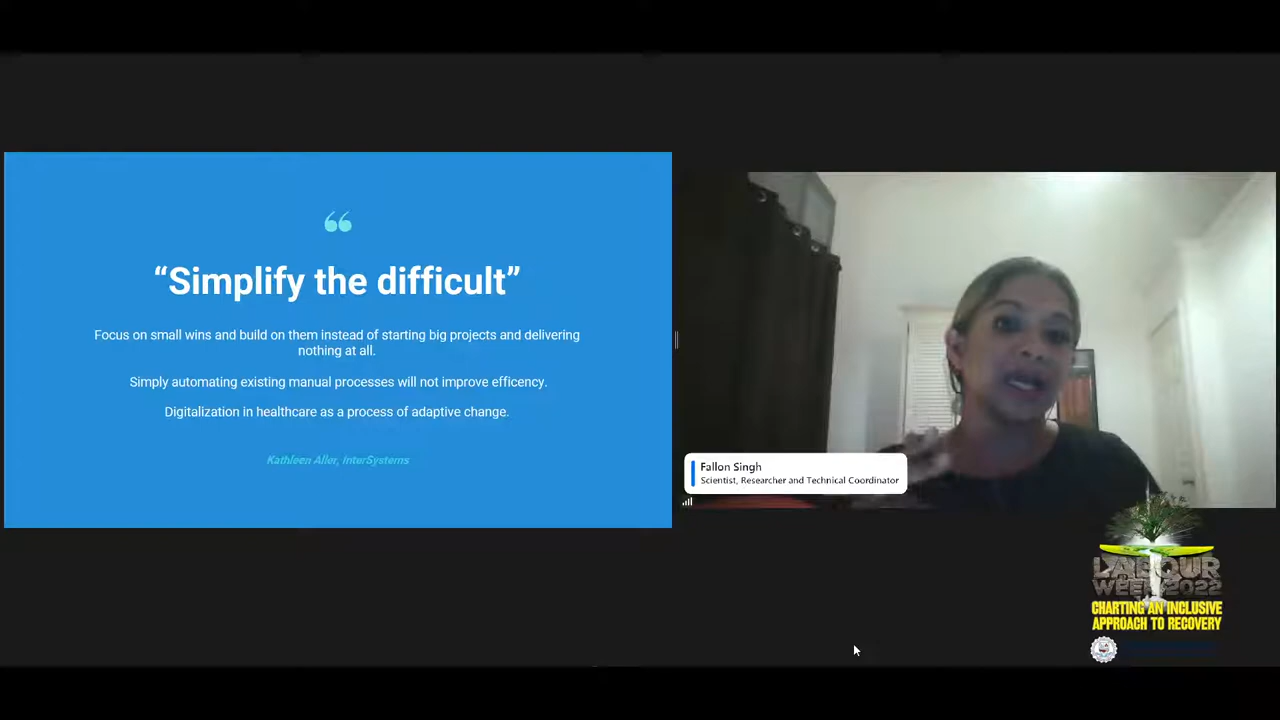 “Simplify the difficult”
Focus on small wins and build on them instead of starting big projects and delivering
nothing at all.
Simply automating existing manual processes will not improve efficency.
Digitalization in healthcare as a process of adaptive change.
Kathleen Aller, InterSystems
Fallon Singh
Scientist, Researcher and Technical Coordinator
LABOUR
WEEK 2022
CHARTING AN INCLUSIVE
APPROACH TO RECOVERY